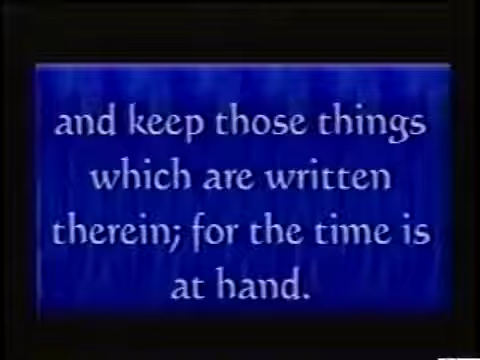 and keep those things
which are written
therein; for the time is
at hand.